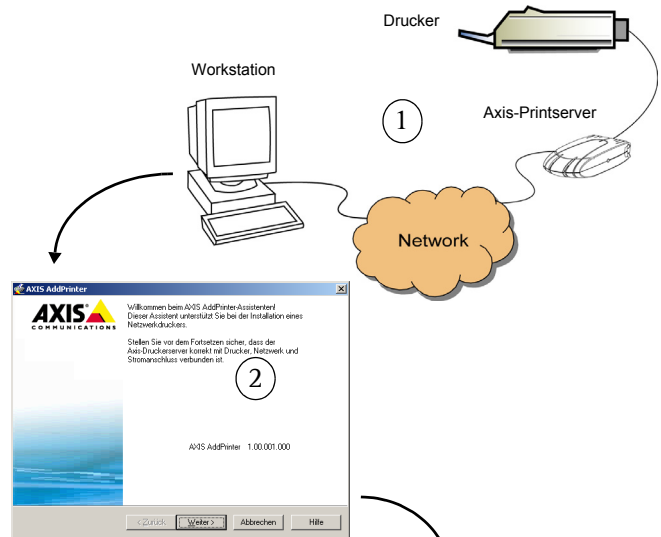 Drucker
Workstation
1
Axis-Printserver
Network
AXIS AddPrinter
AXIS
COMMUNICATIONS
Willkommen beim AXIS AddPrinter-Assistenten!
Dieser Assistent unterstützt Sie bei der Installation eines
Netzwerkdruckers.
Stellen Sie vor dem Fortsetzen sicher, dass der
Axis-Druckerserver korrekt mit Drucker, Netzwerk und
Stromanschluss verbunden ist.
2
AXIS AddPrinter 1.00.001.000
< Zurück
Weiter >
Abbrechen
Hilfe